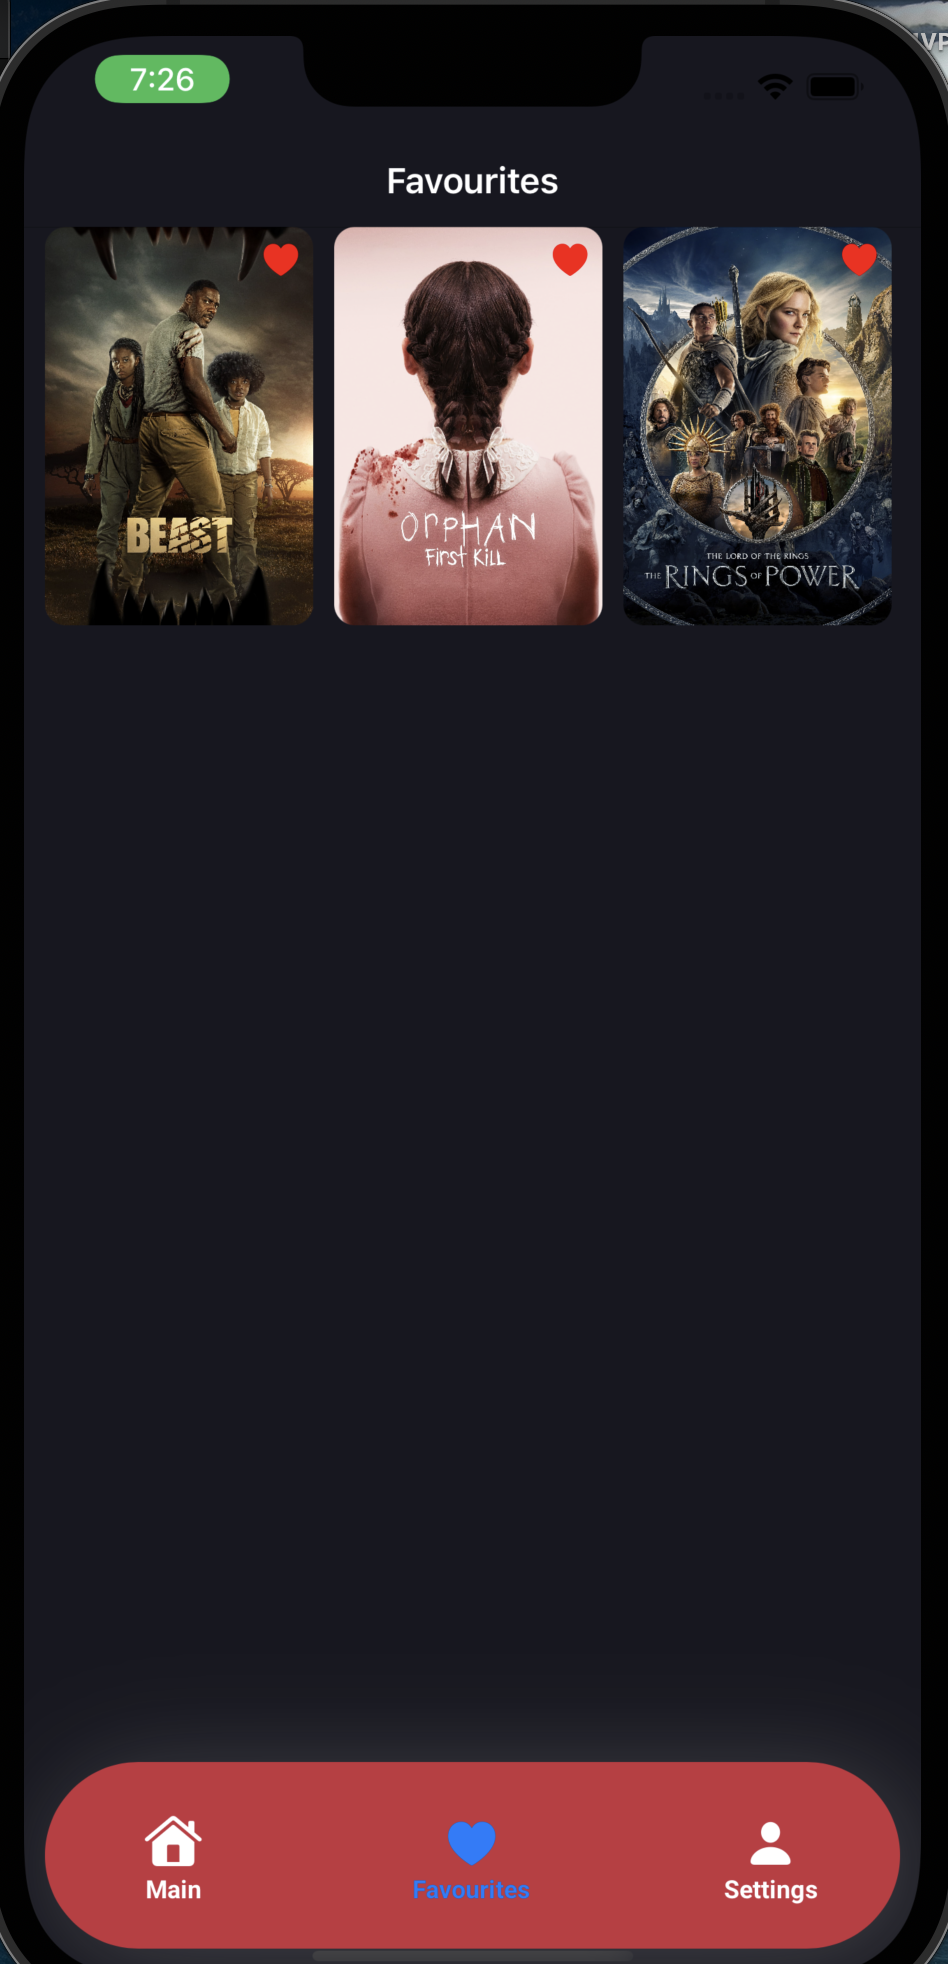 7:26
Favourites
BEAST
ORPHAN
First Kill
THE LORD OF THE RINGS
THE RINGS OF POWER
Main
Favourites
Settings